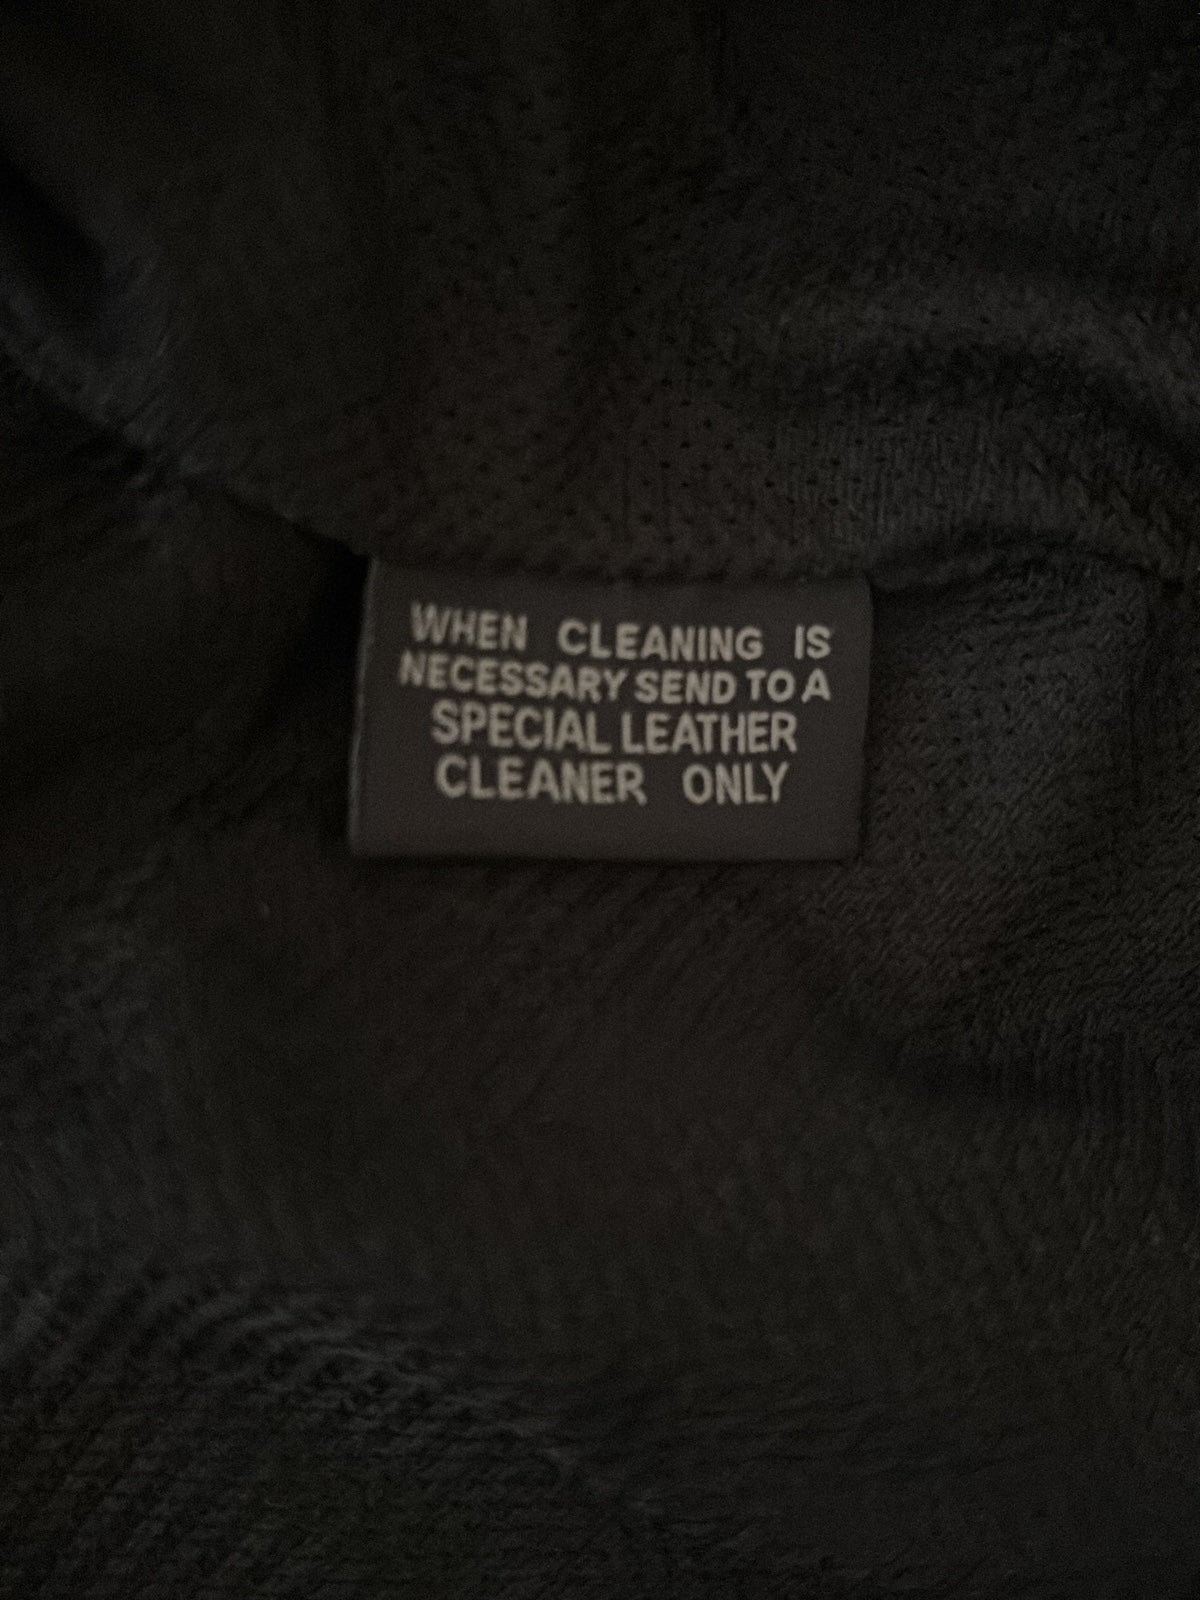 WHEN CLEANING IS
NECESSARY SEND TO A
SPECIAL LEATHER
CLEANER ONLY